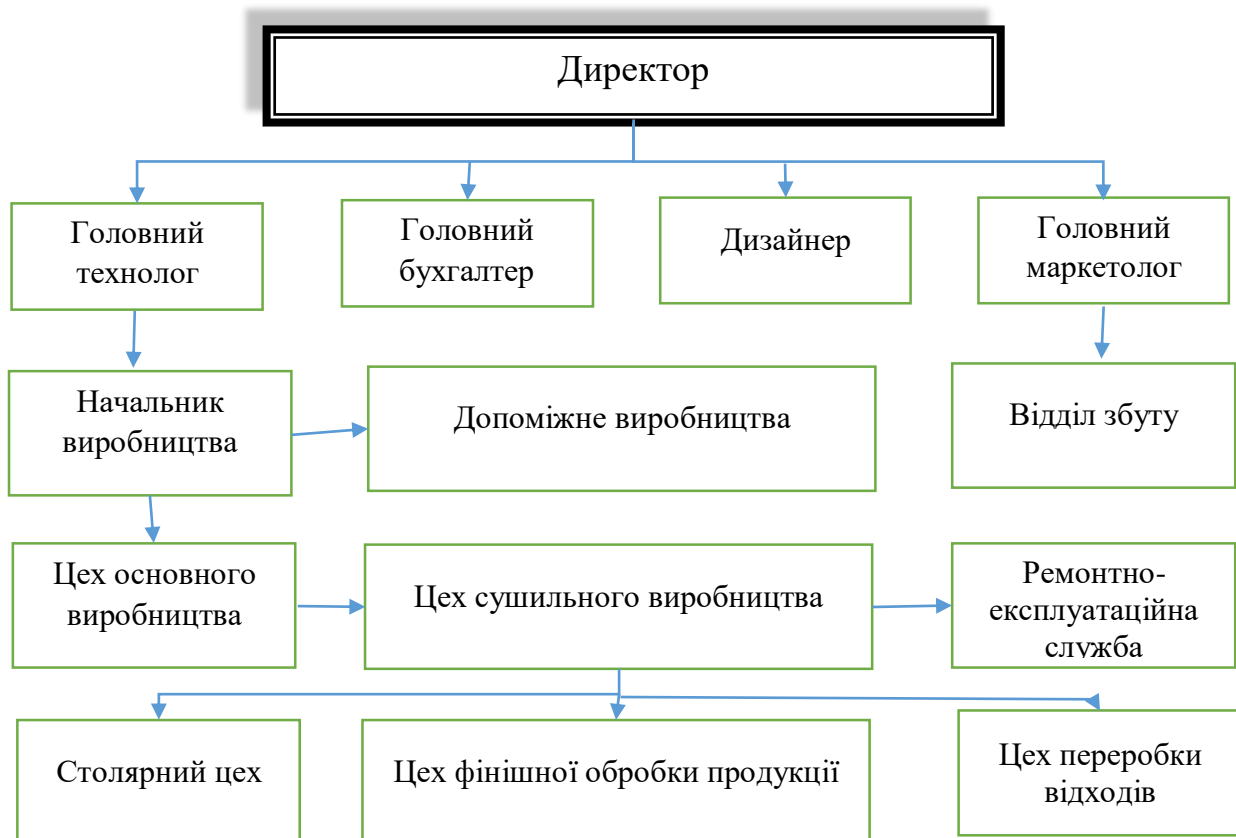 Директор
Головний
технолог
Головний
бухгалтер
Дизайнер
Головний
маркетолог
Начальник
виробництва
Допоміжне виробництва
Відділ збуту
Цех основного
виробництва
Цех сушильного виробництва
Ремонтно-
експлуатаційна
служба
Столярний цех
Цех фінішної обробки продукції
Цех переробки
відходів